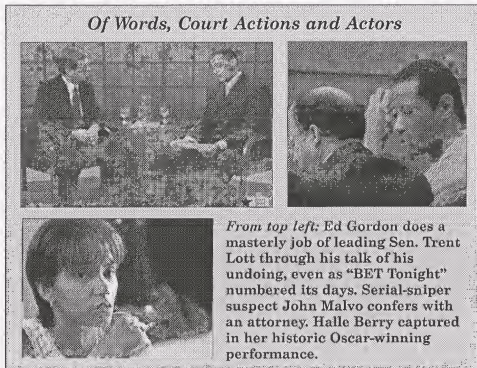 Of Words, Court Actions and Actors
From top left: Ed Gordon does a
masterly job of leading Sen. Trent
Lott through his talk of his
undoing, even as “BET Tonight”
numbered its days. Serial-sniper
suspect John Malvo confers with
an attorney. Halle Berry captured
in her historic Oscar-winning
performance.